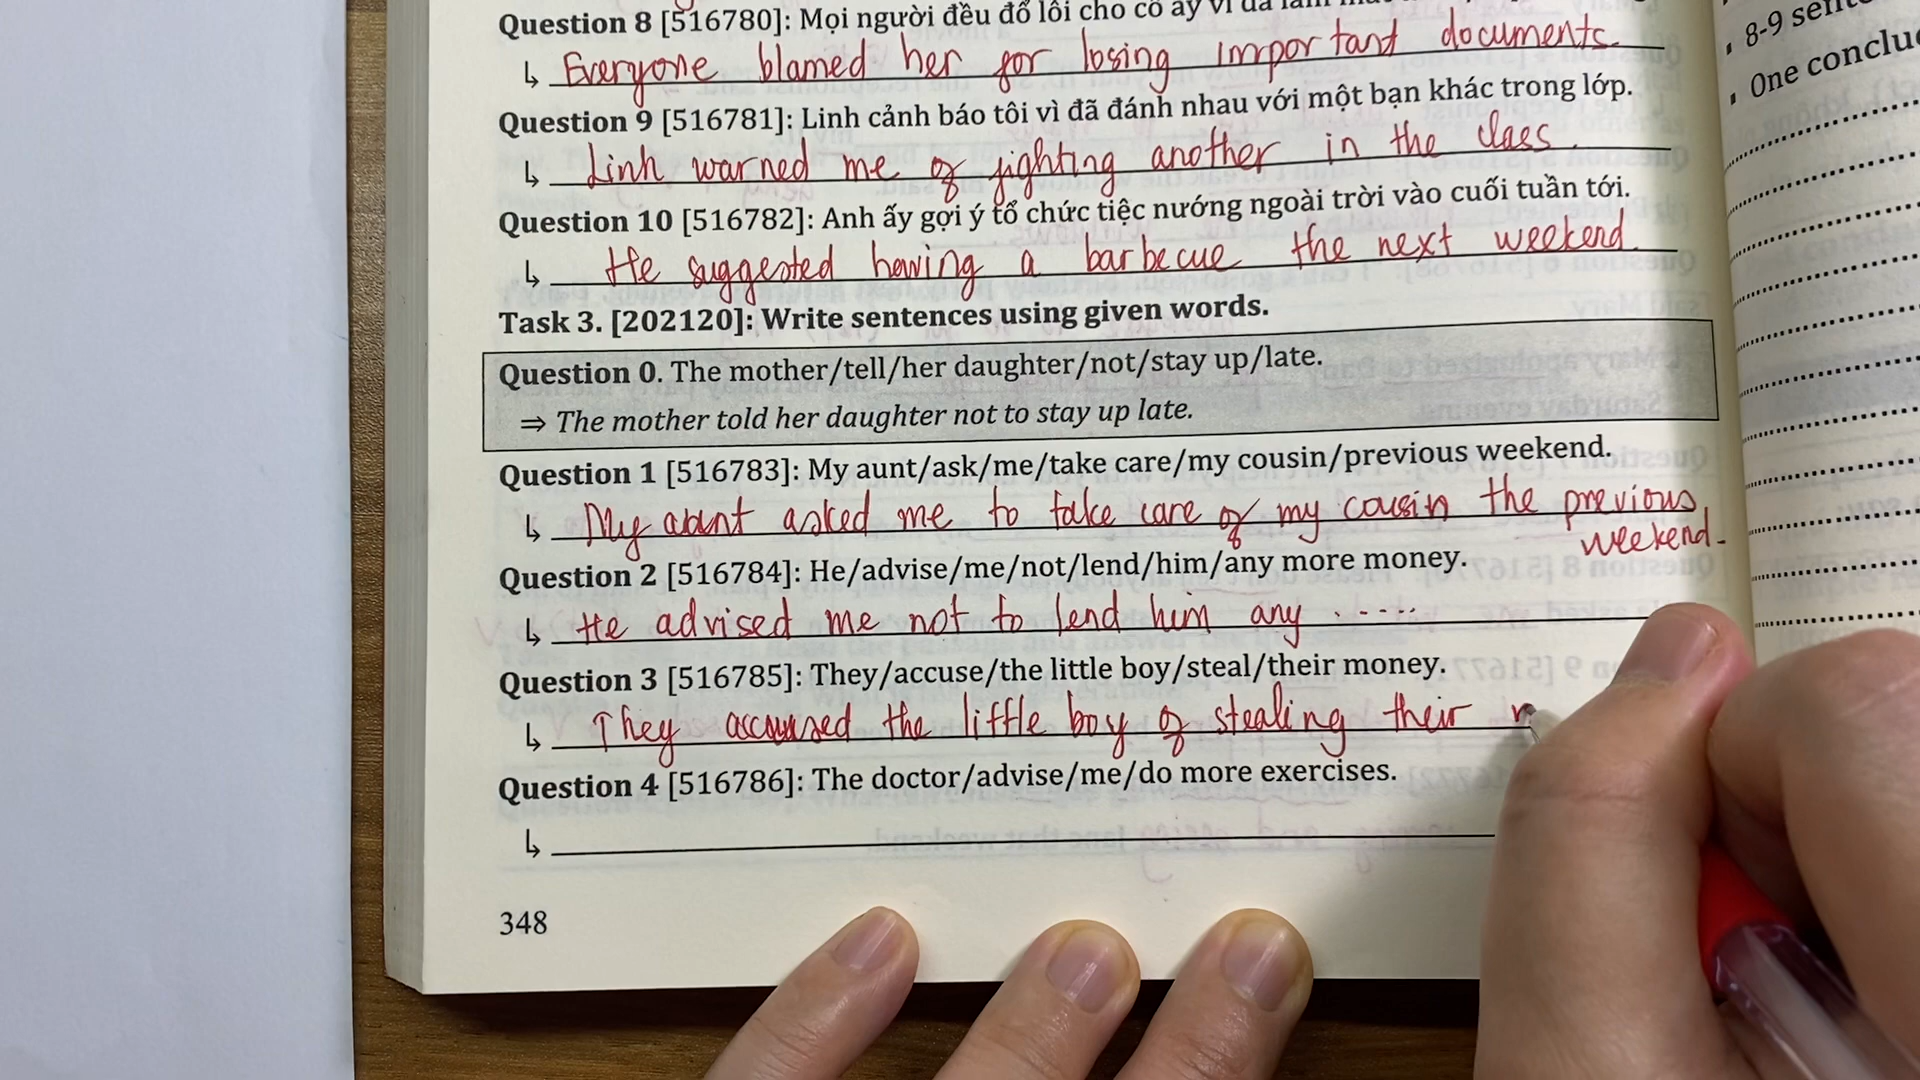 Question 8 [516780]: Mọi người đều đổ lỗi cho cô ấy vì đã làm
↳ Everyone blamed her for losing important documents.
Question 9 [516781]: Linh cảnh báo tôi vì đã đánh nhau với một bạn khác trong lớp.
↳ Linh warned me of fighting another in the class.
Question 10 [516782]: Anh ấy gợi ý tổ chức tiệc nướng ngoài trời vào cuối tuần tới.
↳ He suggested having a barbecue the next weekend.
Task 3. [202120]: Write sentences using given words.
Question 0. The mother/tell/her daughter/not/stay up/late.
⇒ The mother told her daughter not to stay up late.
Question 1 [516783]: My aunt/ask/me/take care/my cousin/previous weekend.
↳ My aunt asked me to take care of my cousin the previous
weekend.
Question 2 [516784]: He/advise/me/not/lend/him/any more money.
↳ He advised me not to lend him any .....
Question 3 [516785]: They/accuse/the little boy/steal/their money.
↳ They accused the little boy of stealing their
Question 4 [516786]: The doctor/advise/me/do more exercises.
↳
348
8-9
One